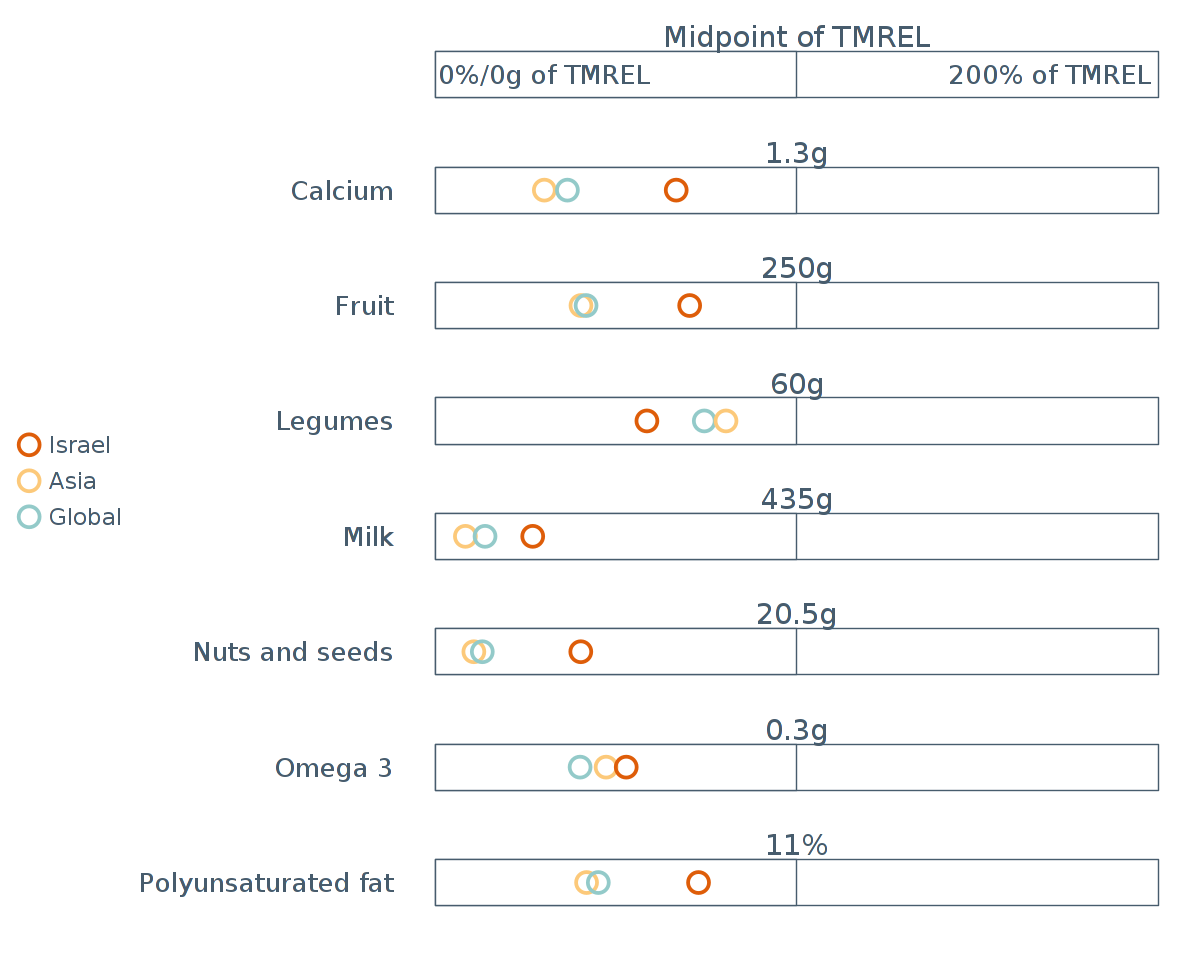 Midpoint of TMREL
0%/0g of TMREL
200% of TMREL
1.3g
Calcium
250g
Fruit
60g
Legumes
Israel
Asia
Global
435g
Milk
20.5g
Nuts and seeds
0.3g
Omega 3
11%
Polyunsaturated fat